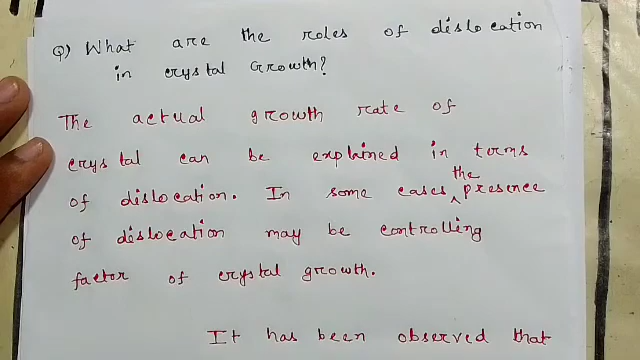 Q) What are the roles of dislocation
in crystal Growth?
The actual growth rate of
crystal can be explained in terms
of dislocation. In some cases, the presence
of dislocation may be controlling
factor of crystal growth.
It has been observed that